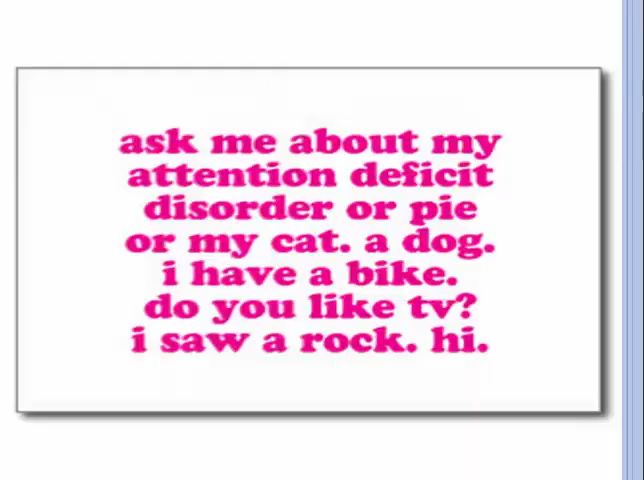 ask me about my
attention deficit
disorder or pie
or my cat. a dog.
i have a bike.
do you like tv?
i saw a rock. hi.